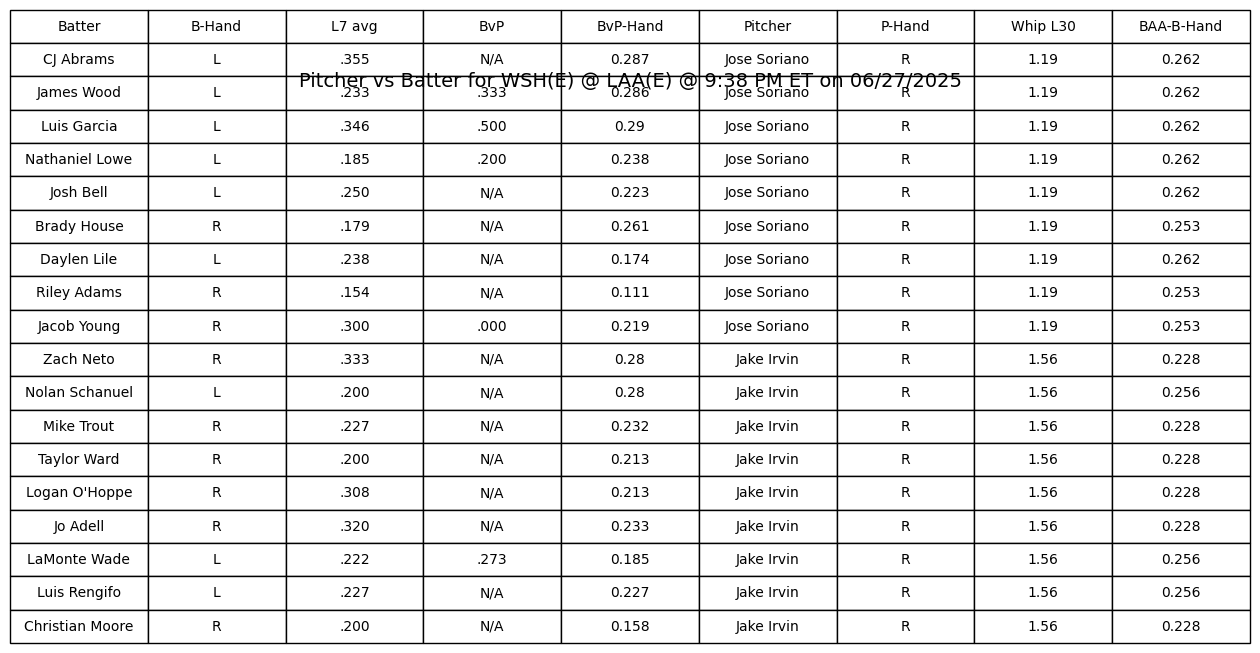 Batter B-Hand L7 avg BvP BvP-Hand Pitcher P-Hand Whip L30 BAA-B-Hand
CJ Abrams L .355 N/A 0.287 Jose Soriano R 1.19 0.262
Pitcher vs Batter for WSH(E) @ LAA(E) @ 9:38 PM ET on 06/27/2025
James Wood L .233 .333 0.286 Jose Soriano R 1.19 0.262
Luis Garcia L .346 .500 0.29 Jose Soriano R 1.19 0.262
Nathaniel Lowe L .185 .200 0.238 Jose Soriano R 1.19 0.262
Josh Bell L .250 N/A 0.223 Jose Soriano R 1.19 0.262
Brady House R .179 N/A 0.261 Jose Soriano R 1.19 0.253
Daylen Lile L .238 N/A 0.174 Jose Soriano R 1.19 0.262
Riley Adams R .154 N/A 0.111 Jose Soriano R 1.19 0.253
Jacob Young R .300 .000 0.219 Jose Soriano R 1.19 0.253
Zach Neto R .333 N/A 0.28 Jake Irvin R 1.56 0.228
Nolan Schanuel L .200 N/A 0.28 Jake Irvin R 1.56 0.256
Mike Trout R .227 N/A 0.232 Jake Irvin R 1.56 0.228
Taylor Ward R .200 N/A 0.213 Jake Irvin R 1.56 0.228
Logan O'Hoppe R .308 N/A 0.213 Jake Irvin R 1.56 0.228
Jo Adell R .320 N/A 0.233 Jake Irvin R 1.56 0.228
LaMonte Wade L .222 .273 0.185 Jake Irvin R 1.56 0.256
Luis Rengifo L .227 N/A 0.227 Jake Irvin R 1.56 0.256
Christian Moore R .200 N/A 0.158 Jake Irvin R 1.56 0.228